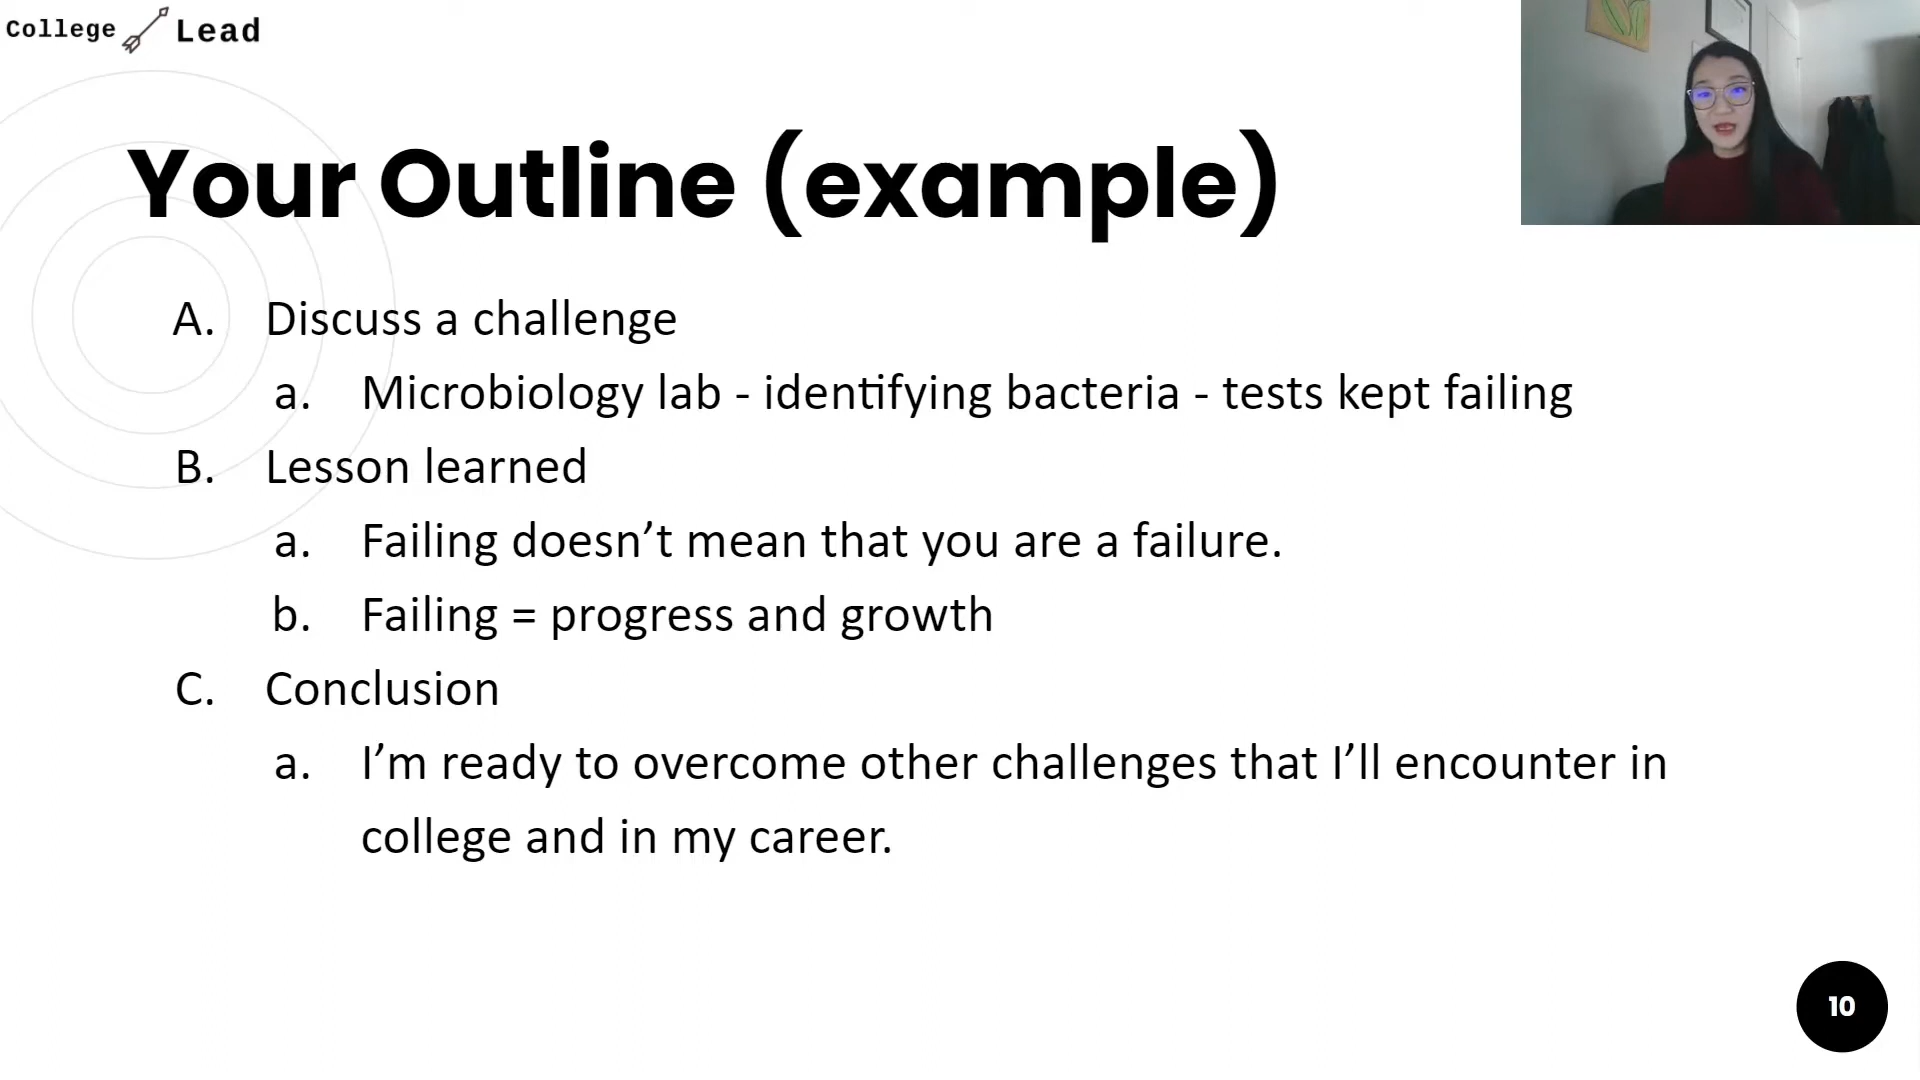 College Lead
Your Outline (example)
A. Discuss a challenge
a. Microbiology lab - identifying bacteria - tests kept failing
B. Lesson learned
a. Failing doesn’t mean that you are a failure.
b. Failing = progress and growth
C. Conclusion
a. I’m ready to overcome other challenges that I’ll encounter in
college and in my career.
10